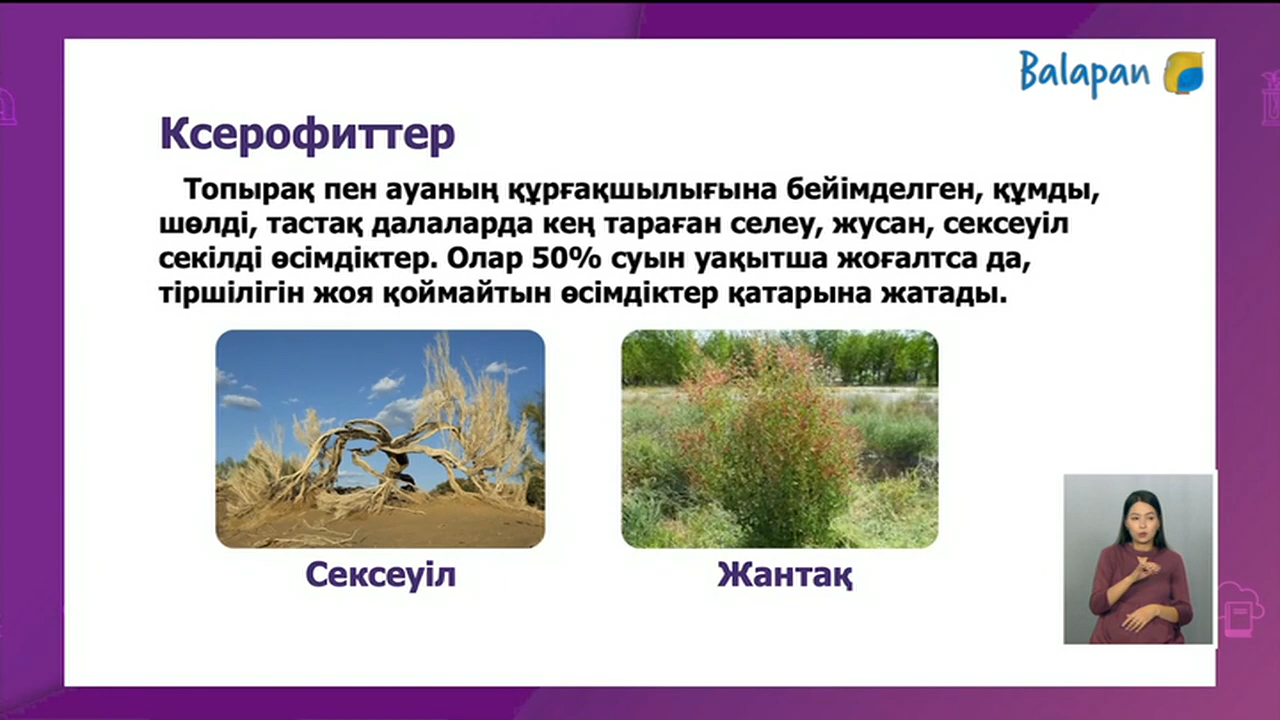 Balapan
Ксерофиттер
Топырақ пен ауаның құрғақшылығына бейімделген, құмды,
шөлді, тастақ далаларда кең тараған селеу, жусан, сексеуіл
секілді өсімдіктер. Олар 50% суын уақытша жоғалтса да,
тіршілігін жоя қоймайтын өсімдіктер қатарына жатады.
Сексеуіл
Жантақ